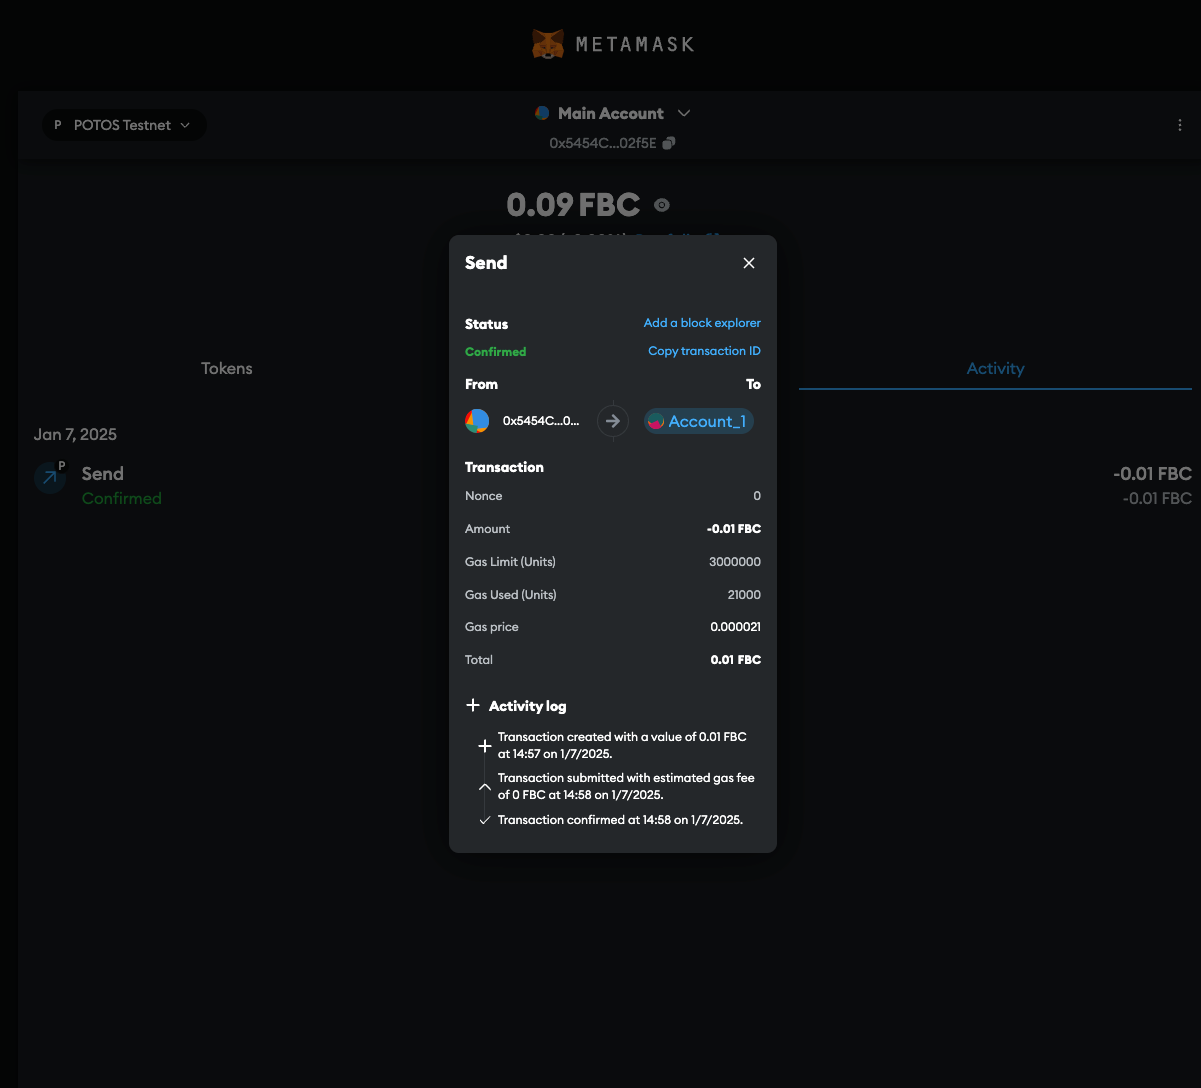 METAMASK
P POTOS Testnet
Main Account
0x5454C...02f5E
0.09 FBC
Send
Status Add a block explorer
Confirmed Copy transaction ID
From To
0x5454C...0... Account_1
Transaction
Nonce 0
Amount -0.01 FBC
Gas Limit (Units) 3000000
Gas Used (Units) 21000
Gas price 0.000021
Total 0.01 FBC
Activity log
Transaction created with a value of 0.01 FBC
at 14:57 on 1/7/2025.
Transaction submitted with estimated gas fee
of 0 FBC at 14:58 on 1/7/2025.
Transaction confirmed at 14:58 on 1/7/2025.
Tokens Activity
Jan 7, 2025
P
Send -0.01 FBC
Confirmed -0.01 FBC